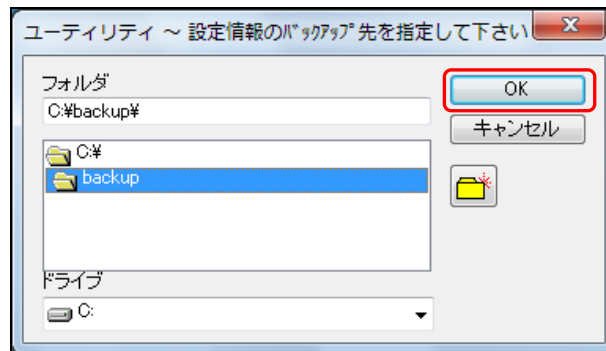 ユーティリティ ～ 設定情報のﾊﾞｯｸｱｯﾌﾟ先を指定して下さい
フォルダ
C:¥backup¥
OK
キャンセル
C:¥
backup
ドライブ
C: